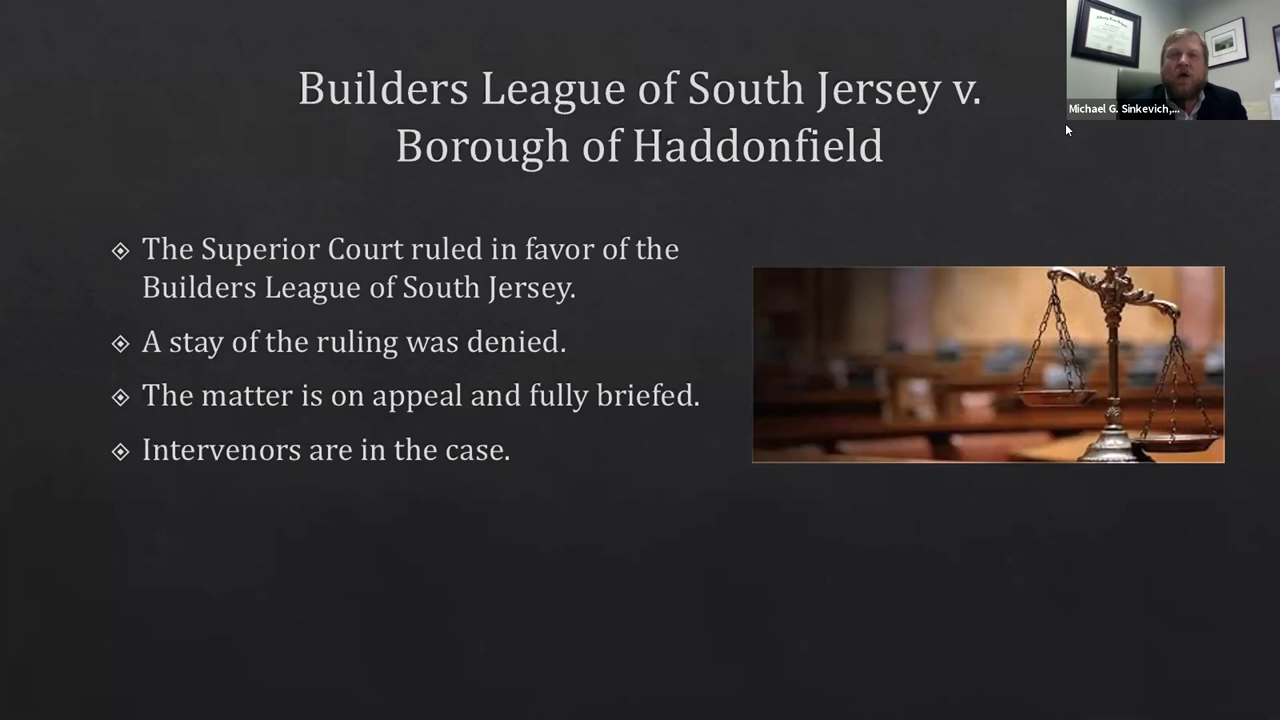 Builders League of South Jersey v.
Borough of Haddonfield
Michael G. Sinkevich,...
The Superior Court ruled in favor of the
Builders League of South Jersey.
A stay of the ruling was denied.
The matter is on appeal and fully briefed.
Intervenors are in the case.